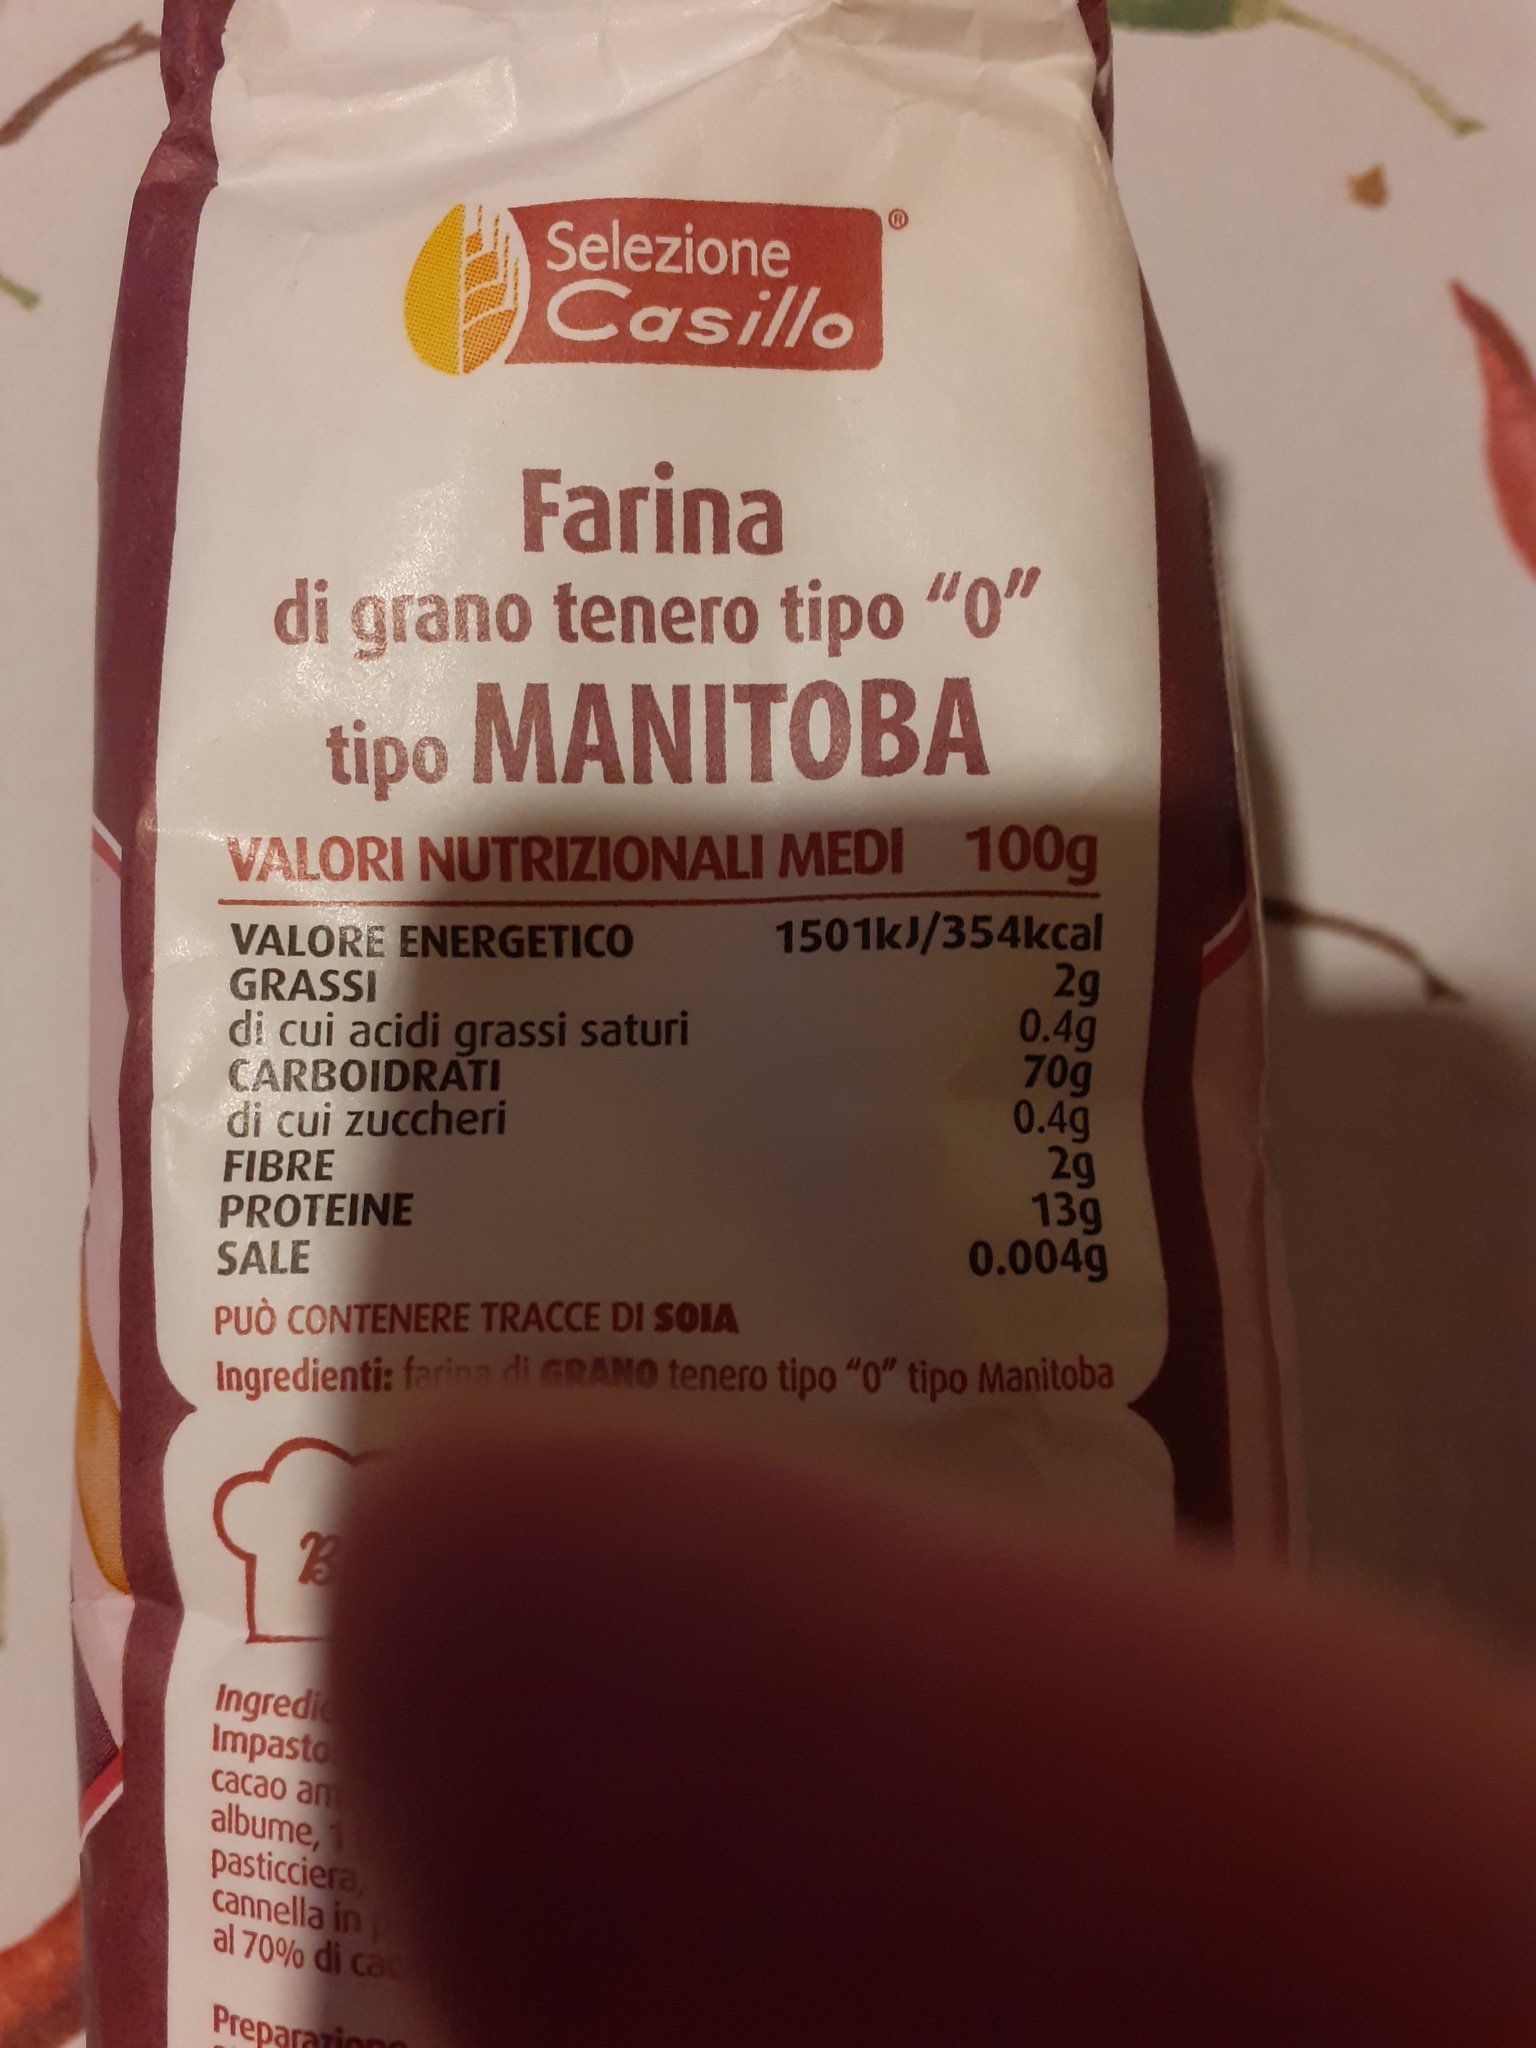 Selezione ®
Casillo
Farina
di grano tenero tipo “0”
tipo MANITOBA
VALORI NUTRIZIONALI MEDI 100g
VALORE ENERGETICO 1501kJ/354kcal
GRASSI 2g
di cui acidi grassi saturi 0.4g
CARBOIDRATI 70g
di cui zuccheri 0.4g
FIBRE 2g
PROTEINE 13g
SALE 0.004g
PUÒ CONTENERE TRACCE DI SOIA
Ingredienti: farina di GRANO tenero tipo “0” tipo Manitoba
Impasto
cacao
albume,
pasticciera,
cannella in
al 70% di
Preparazione